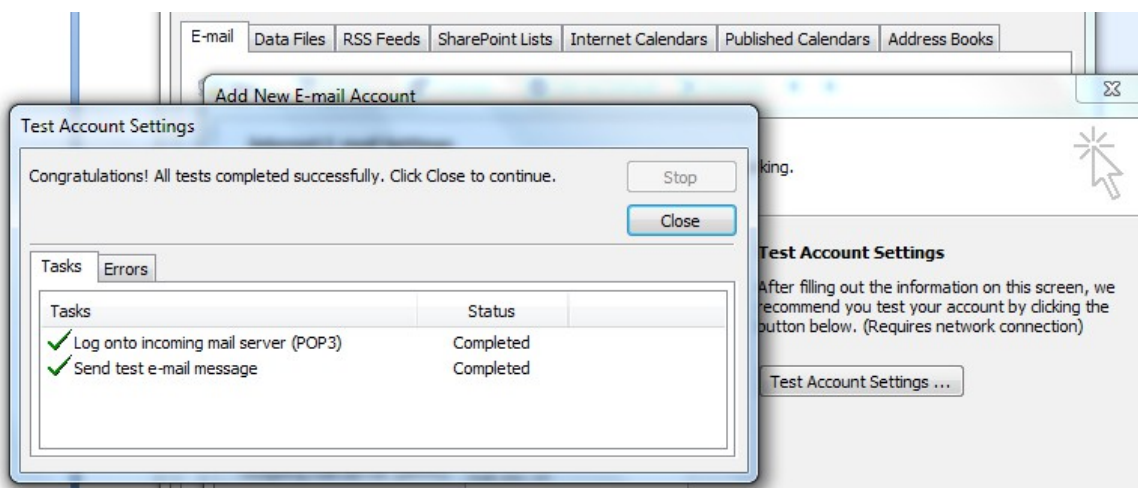 E-mail Data Files RSS Feeds SharePoint Lists Internet Calendars Published Calendars Address Books
Add New E-mail Account
Test Account Settings
Congratulations! All tests completed successfully. Click Close to continue.
Stop
king.
Close
Test Account Settings
After filling out the information on this screen, we
recommend you test your account by clicking the
button below. (Requires network connection)
Test Account Settings ...
Tasks Errors
Tasks Status
Log onto incoming mail server (POP3) Completed
Send test e-mail message Completed